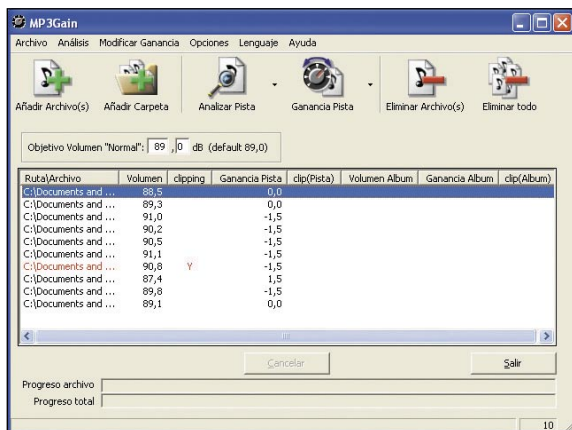 MP3Gain
Archivo Análisis Modificar Ganancia Opciones Lenguaje Ayuda
Añadir Archivo(s) Añadir Carpeta Analizar Pista Ganancia Pista Eliminar Archivo(s) Eliminar todo
Objetivo Volumen "Normal": 89 ,0 dB (default 89,0)
Ruta\Archivo Volumen clipping Ganancia Pista clip(Pista) Volumen Album Ganancia Album clip(Album)
C:\Documents and ... 88,5 0,0
C:\Documents and ... 89,3 0,0
C:\Documents and ... 91,0 -1,5
C:\Documents and ... 90,2 -1,5
C:\Documents and ... 90,5 -1,5
C:\Documents and ... 91,1 -1,5
C:\Documents and ... 90,8 Y -1,5
C:\Documents and ... 87,4 1,5
C:\Documents and ... 89,8 -1,5
C:\Documents and ... 89,1 0,0
Cancelar Salir
Progreso archivo
Progreso total
10